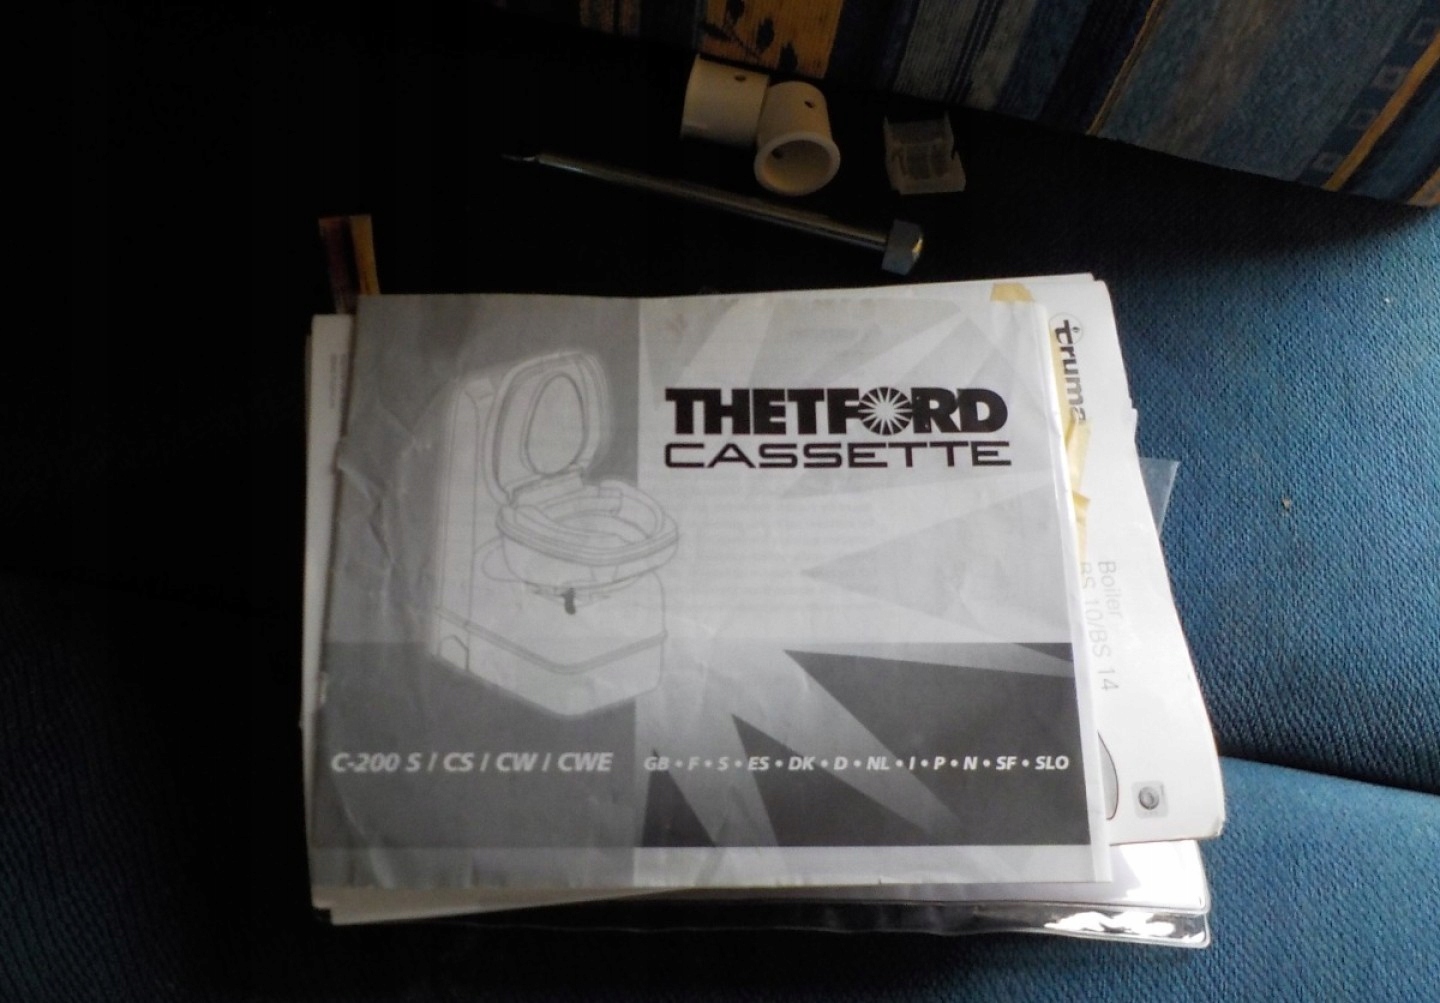 THETFORD
CASSETTE
C-200 S / CS / CW / CWE
GB • F • S • ES • DK • D • NL • I • P • N • SF • SLO
truma
Boiler
BS 10/BS 14